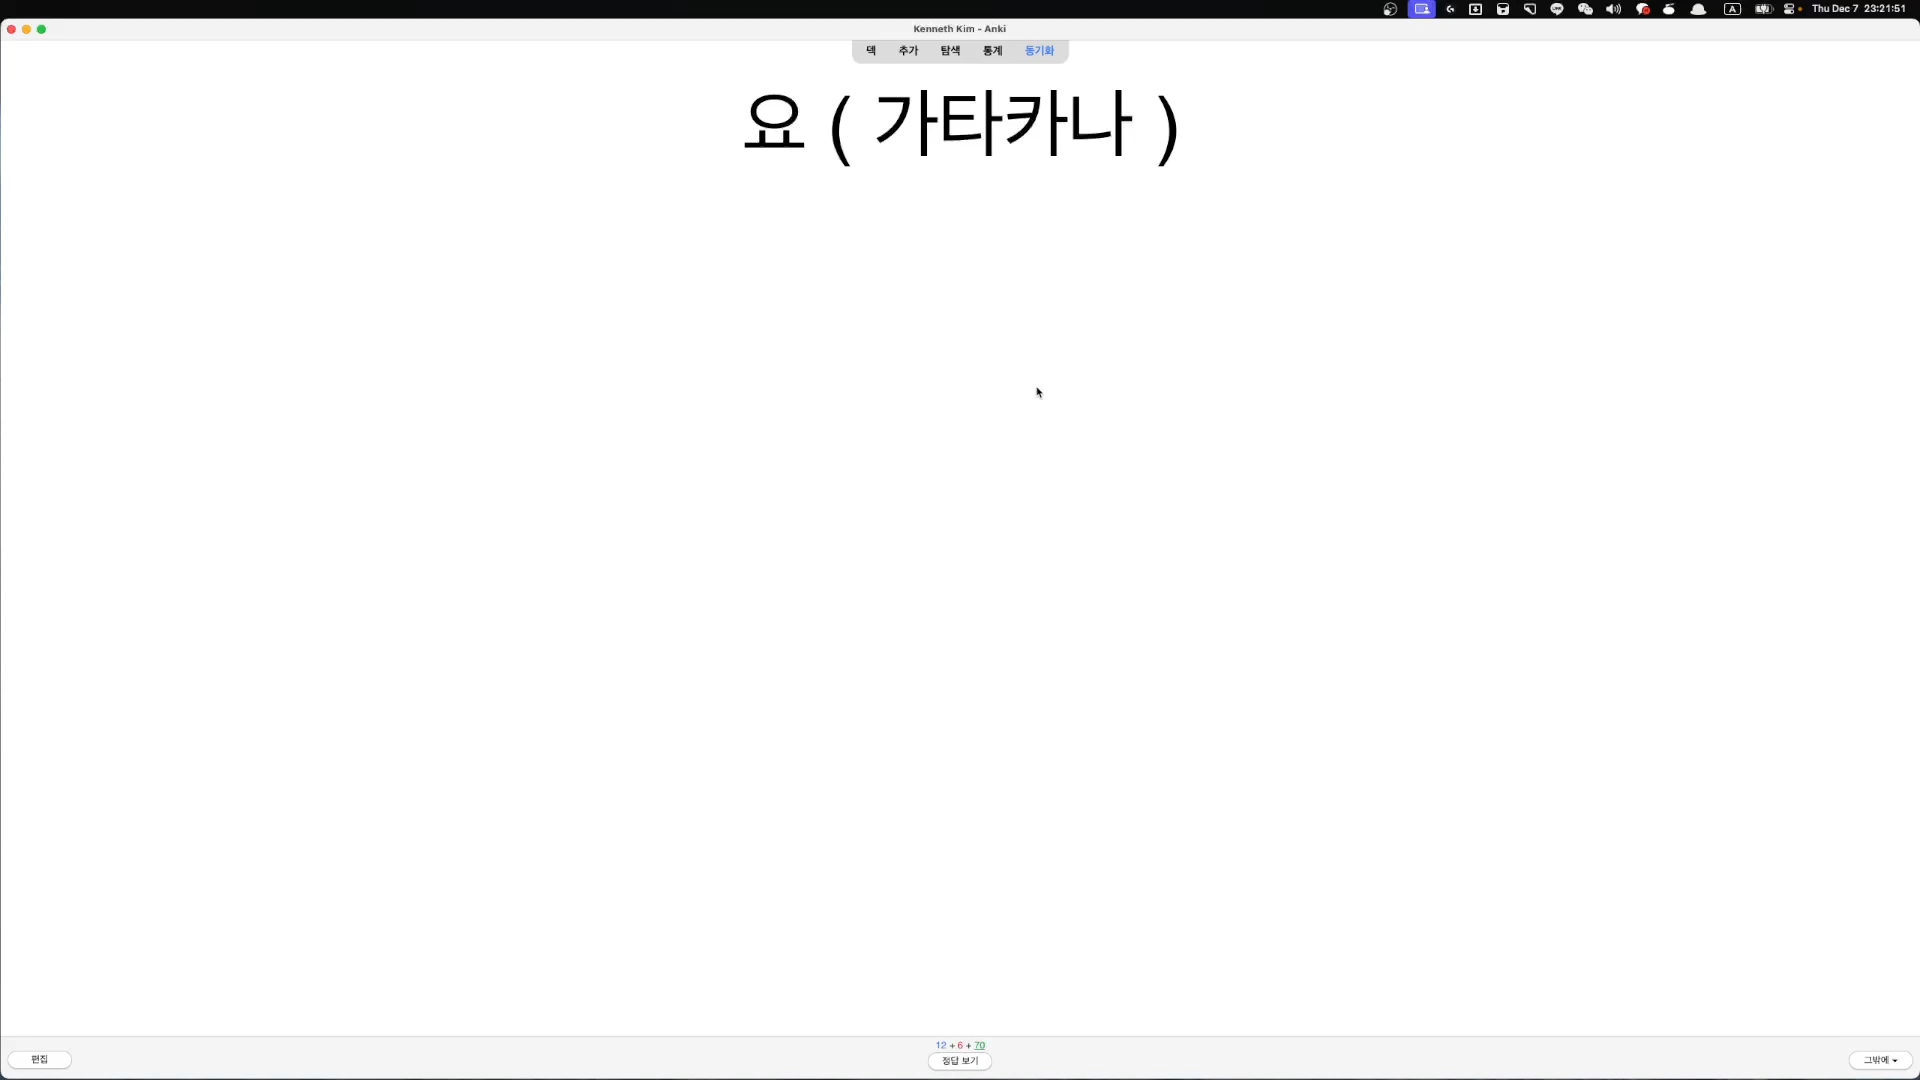 Thu Dec 7 23:21:51
Kenneth Kim - Anki
덱 추가 탐색 통계 동기화
요 ( 가타카나 )
12 + 6 + 70
편집 정답 보기 그밖에